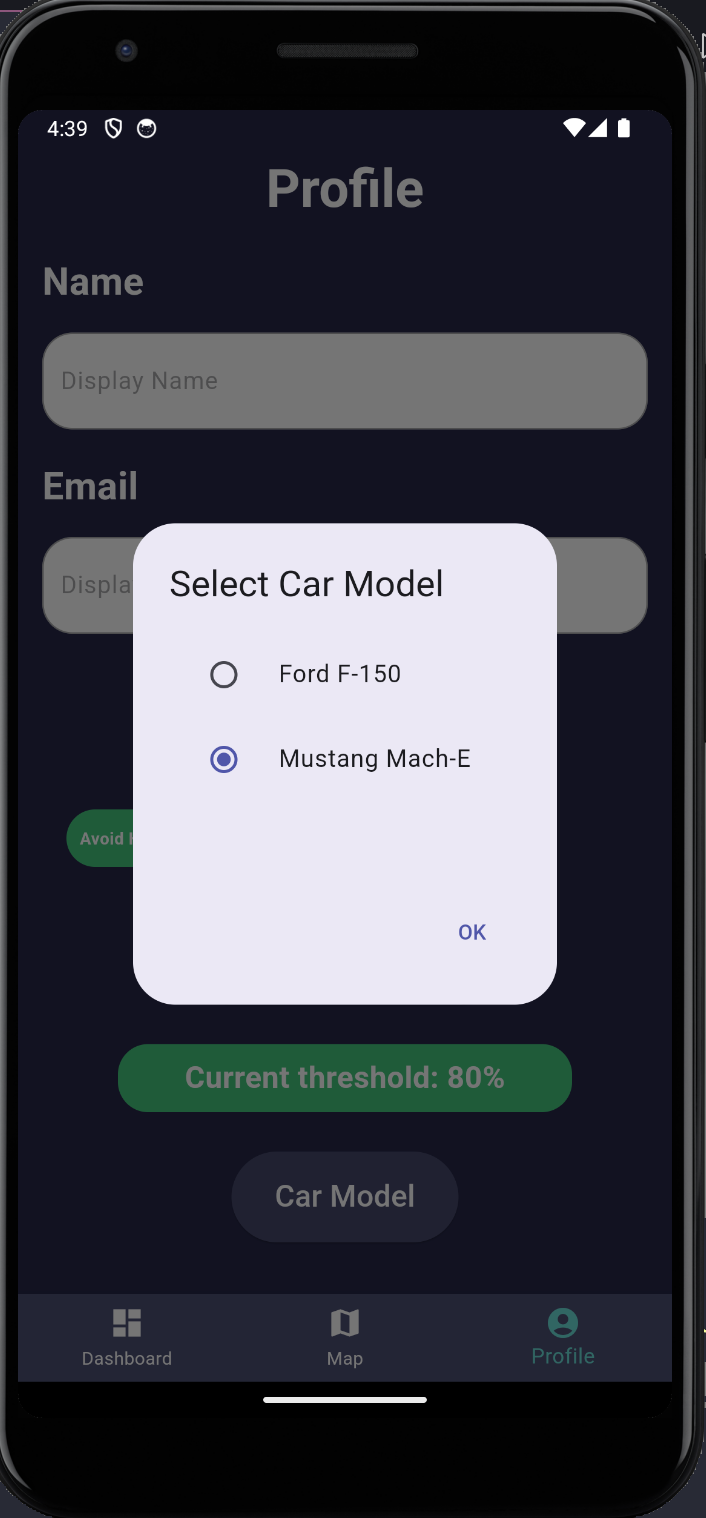 4:39
Profile
Name
Display Name
Email
Displa
Select Car Model
Ford F-150
Mustang Mach-E
Avoid
OK
Current threshold: 80%
Car Model
Dashboard
Map
Profile